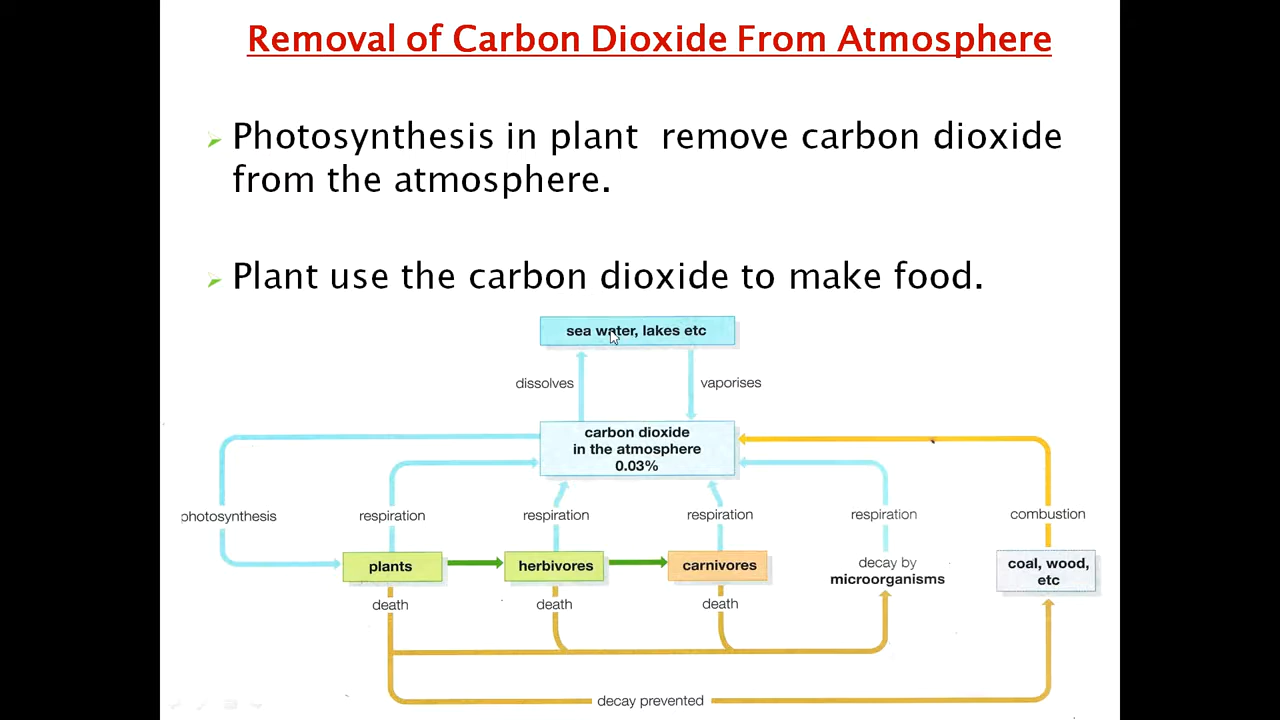 Removal of Carbon Dioxide From Atmosphere
Photosynthesis in plant remove carbon dioxide
from the atmosphere.
Plant use the carbon dioxide to make food.
sea water, lakes etc
dissolves
vaporises
carbon dioxide
in the atmosphere
0.03%
photosynthesis
respiration
respiration
respiration
respiration
combustion
plants
herbivores
carnivores
decay by
microorganisms
coal, wood,
etc
death
death
death
decay prevented